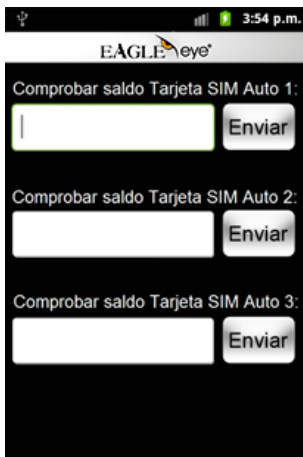 3:54 p.m.
EAGLE eye
Comprobar saldo Tarjeta SIM Auto 1:
Enviar
Comprobar saldo Tarjeta SIM Auto 2:
Enviar
Comprobar saldo Tarjeta SIM Auto 3:
Enviar